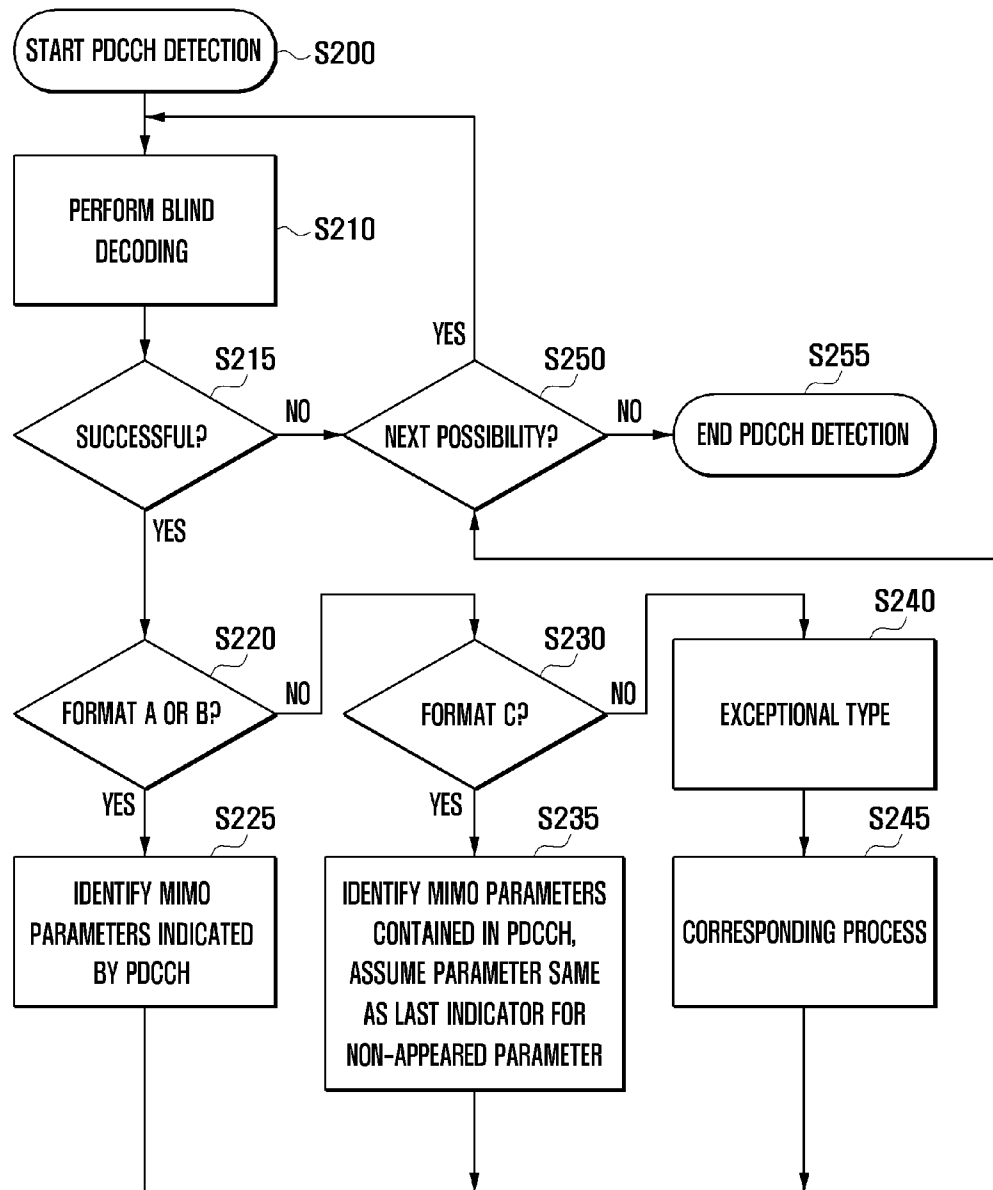 START PDCCH DETECTION
S200
PERFORM BLIND
DECODING
S210
YES
S215
SUCCESSFUL?
NO
S250
NEXT POSSIBILITY?
NO
S255
END PDCCH DETECTION
YES
S220
FORMAT A OR B?
NO
S230
FORMAT C?
NO
S240
EXCEPTIONAL TYPE
YES
YES
S225
IDENTIFY MIMO
PARAMETERS INDICATED
BY PDCCH
S235
IDENTIFY MIMO PARAMETERS
CONTAINED IN PDCCH,
ASSUME PARAMETER SAME
AS LAST INDICATOR FOR
NON-APPEARED PARAMETER
S245
CORRESPONDING PROCESS